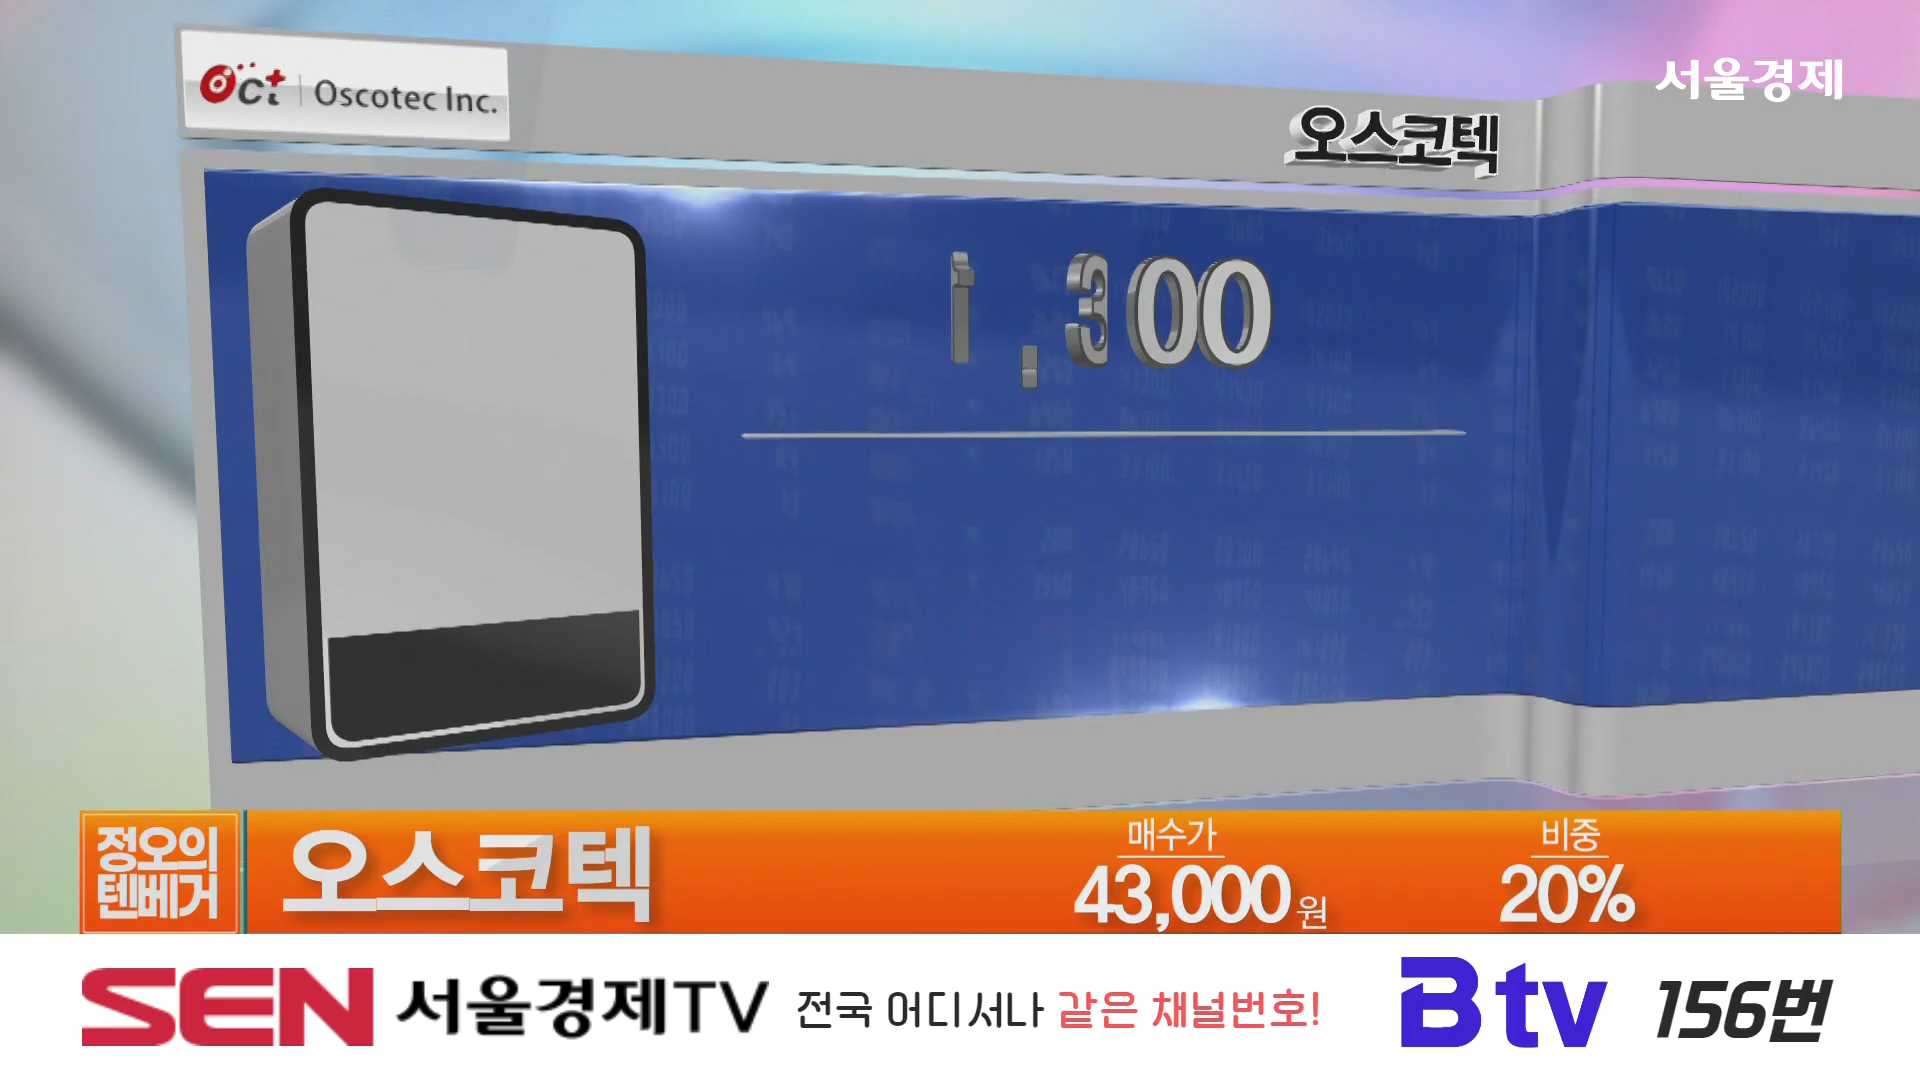 Oct Oscotec Inc.
서울경제
오스코텍
1,300
정오의
텐베거
오스코텍
매수가
43,000원
비중
20%
SEN 서울경제TV 전국 어디서나 같은 채널번호! B tv 156번